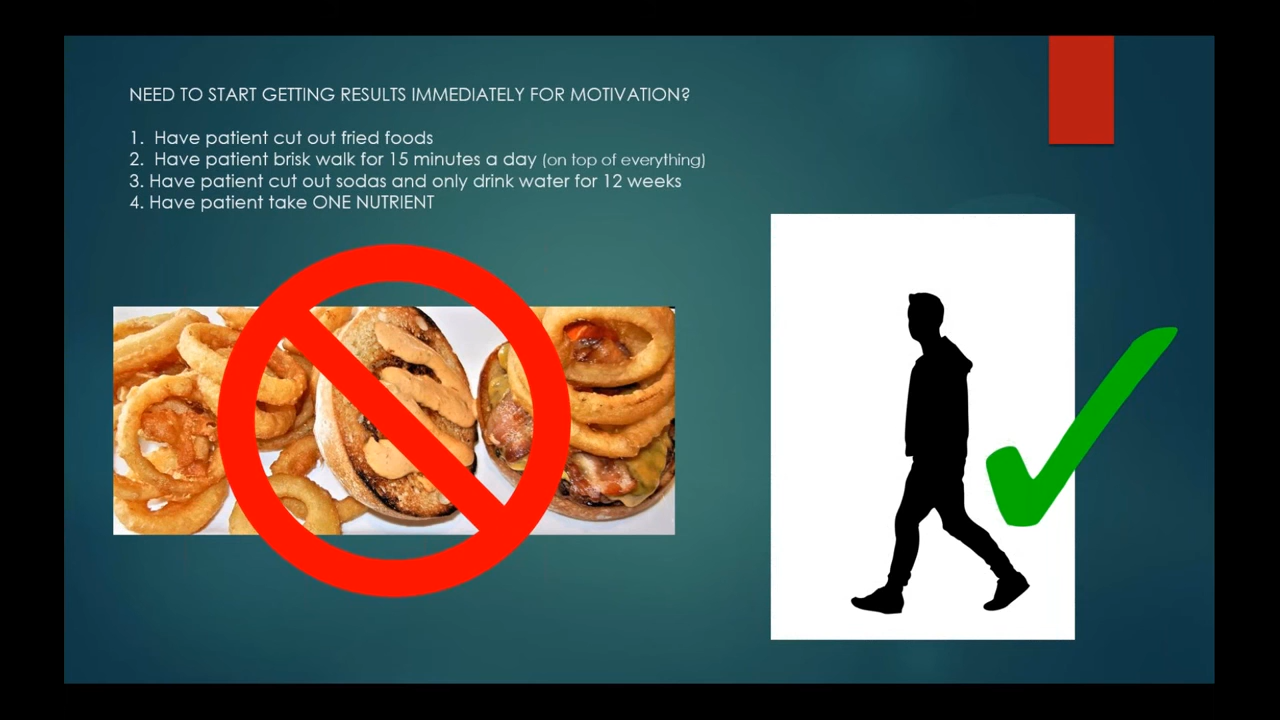 NEED TO START GETTING RESULTS IMMEDIATELY FOR MOTIVATION?
1. Have patient cut out fried foods
2. Have patient brisk walk for 15 minutes a day (on top of everything)
3. Have patient cut out sodas and only drink water for 12 weeks
4. Have patient take ONE NUTRIENT